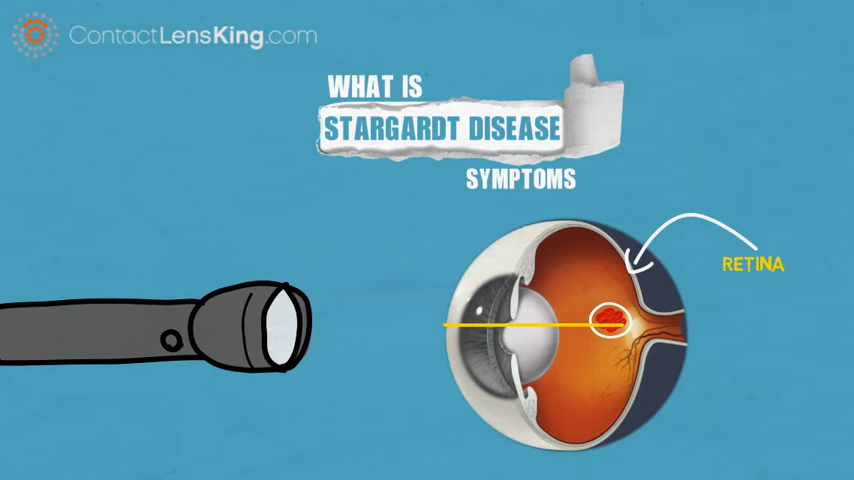 ContactLensKing.com
WHAT IS
STARGARDT DISEASE
SYMPTOMS
RETINA